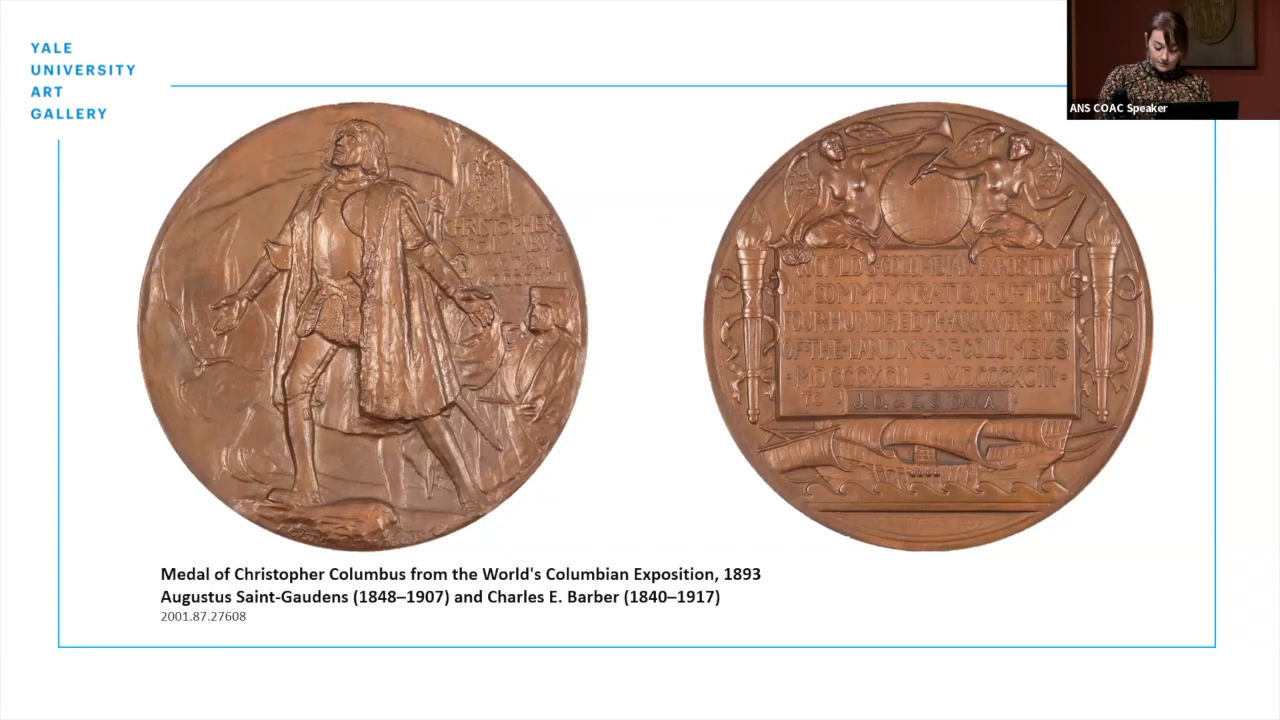 YALE
UNIVERSITY
ART
GALLERY
ANS COAC Speaker
CHRISTOPHER
COLVMBVS
WORLD'S·COLUMBIAN·EXPOSITION
IN·COMMEMORATION·OF·THE
FOUR·HUNDREDTH·ANNIVERSARY
OF·THE·LANDING·OF·COLUMBUS
·MDCCCXCII : MDCCCXCIII·
TO J. D. & E. S. DANA
Medal of Christopher Columbus from the World's Columbian Exposition, 1893
Augustus Saint-Gaudens (1848–1907) and Charles E. Barber (1840–1917)
2001.87.27608